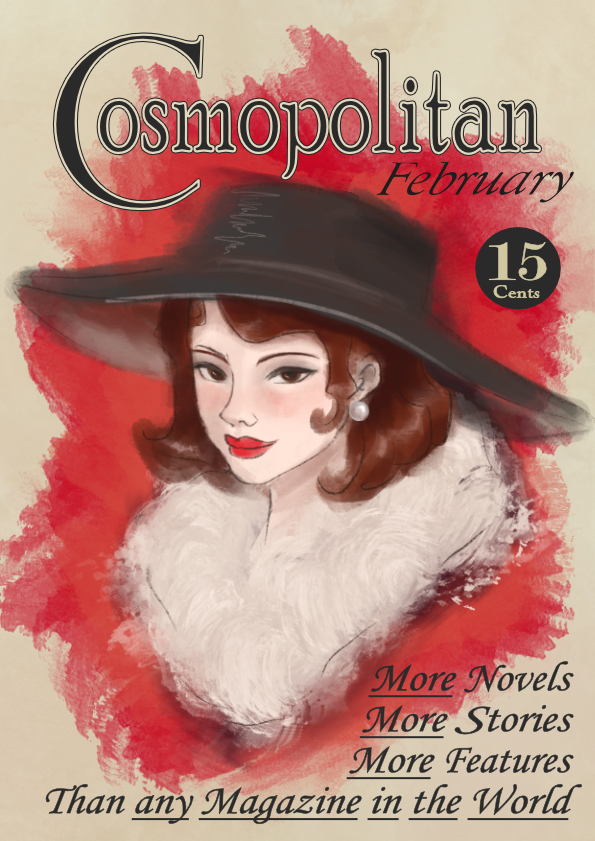 Cosmopolitan
February
15
Cents
More Novels
More Stories
More Features
Than any Magazine in the World